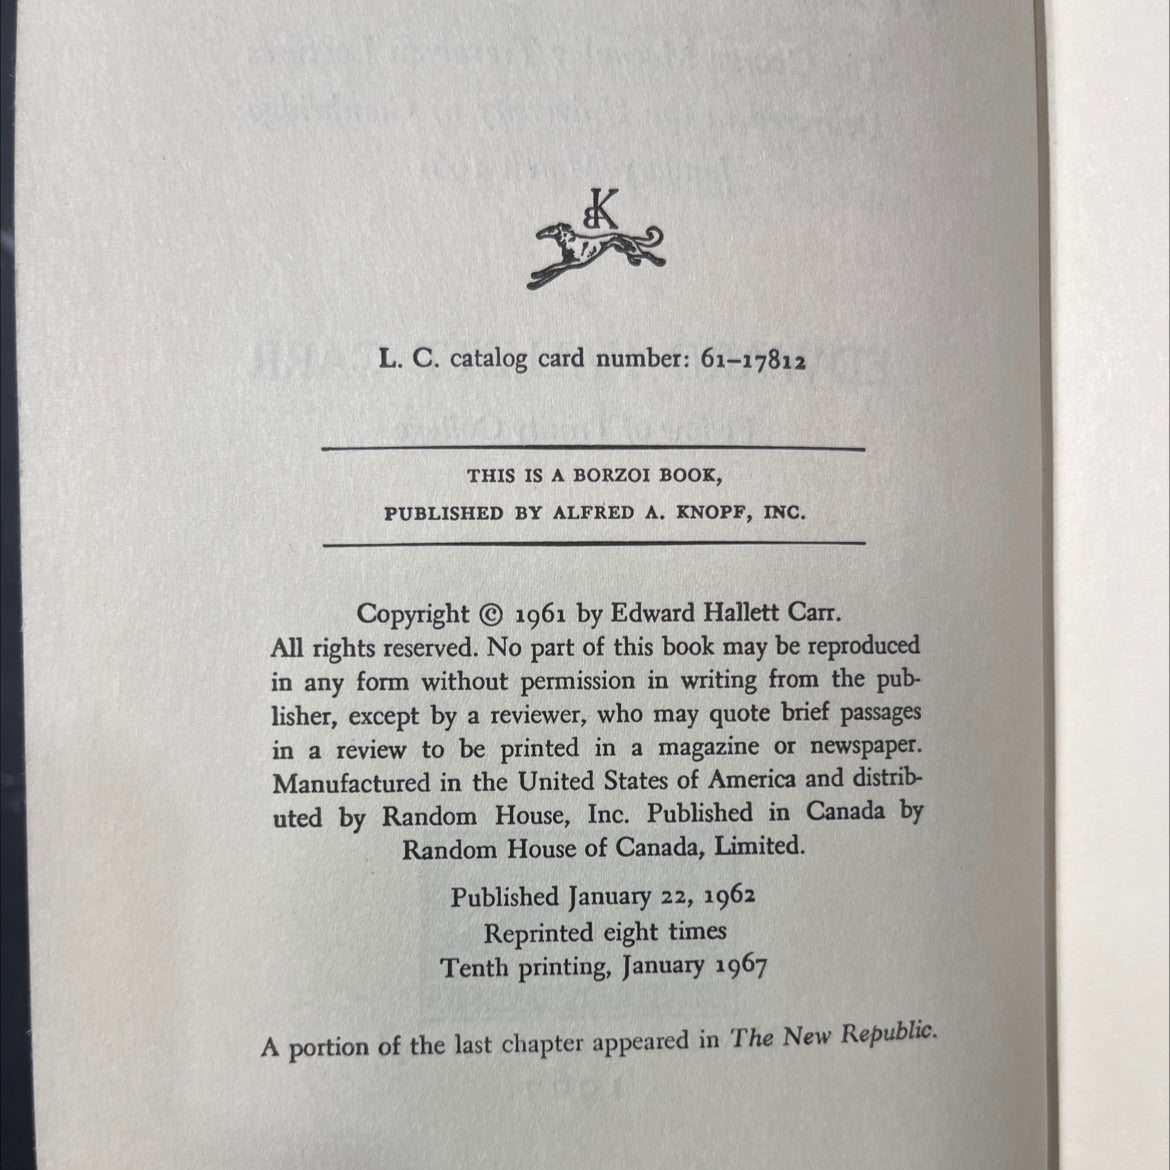 BK
L. C. catalog card number: 61–17812
THIS IS A BORZOI BOOK,
PUBLISHED BY ALFRED A. KNOPF, INC.
Copyright © 1961 by Edward Hallett Carr.
All rights reserved. No part of this book may be reproduced
in any form without permission in writing from the pub-
lisher, except by a reviewer, who may quote brief passages
in a review to be printed in a magazine or newspaper.
Manufactured in the United States of America and distrib-
uted by Random House, Inc. Published in Canada by
Random House of Canada, Limited.
Published January 22, 1962
Reprinted eight times
Tenth printing, January 1967
A portion of the last chapter appeared in The New Republic.